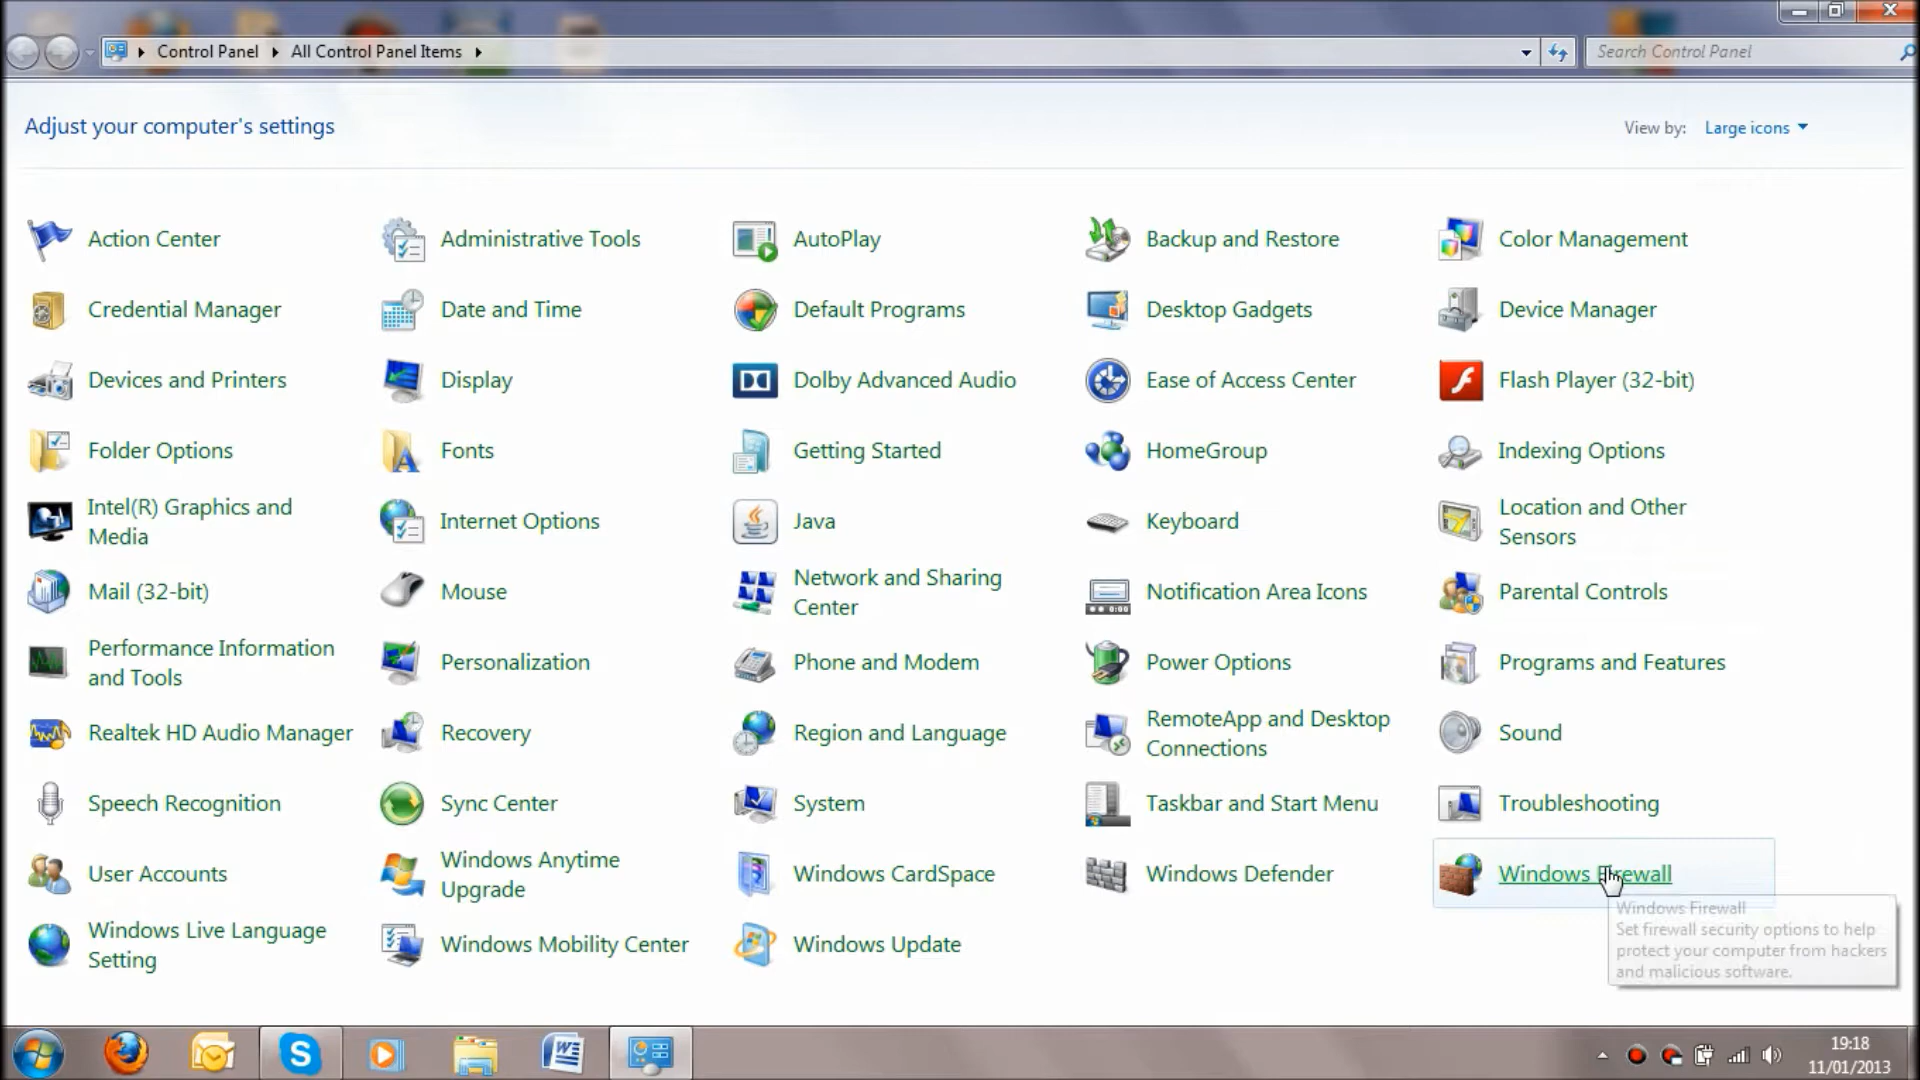 Control Panel
All Control Panel Items
Search Control Panel
Adjust your computer's settings
View by:
Large icons
Action Center
Administrative Tools
AutoPlay
Backup and Restore
Color Management
Credential Manager
Date and Time
Default Programs
Desktop Gadgets
Device Manager
Devices and Printers
Display
Dolby Advanced Audio
Ease of Access Center
Flash Player (32-bit)
Folder Options
Fonts
Getting Started
HomeGroup
Indexing Options
Intel(R) Graphics and
Media
Internet Options
Java
Keyboard
Location and Other
Sensors
Mail (32-bit)
Mouse
Network and Sharing
Center
Notification Area Icons
Parental Controls
Performance Information
and Tools
Personalization
Phone and Modem
Power Options
Programs and Features
Realtek HD Audio Manager
Recovery
Region and Language
RemoteApp and Desktop
Connections
Sound
Speech Recognition
Sync Center
System
Taskbar and Start Menu
Troubleshooting
User Accounts
Windows Anytime
Upgrade
Windows CardSpace
Windows Defender
Windows Firewall
Windows Firewall
Set firewall security options to help
protect your computer from hackers
and malicious software.
Windows Live Language
Setting
Windows Mobility Center
Windows Update
19:18
11/01/2013